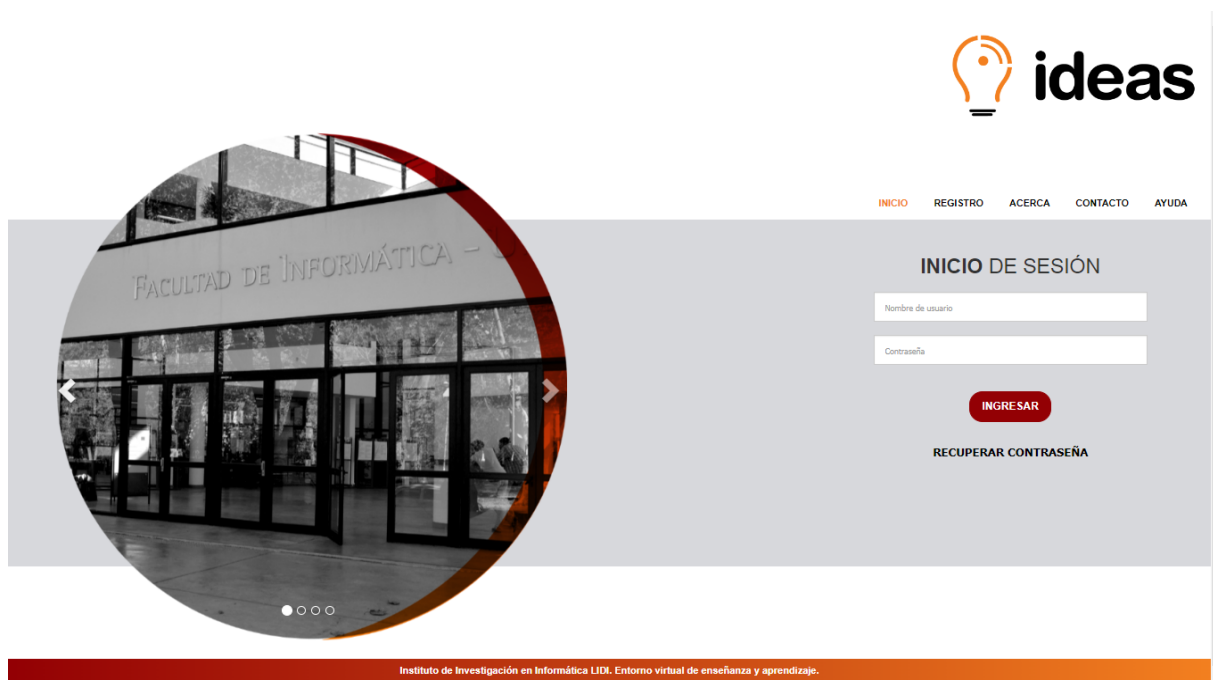 ideas
INICIO REGISTRO ACERCA CONTACTO AYUDA
FACULTAD DE INFORMÁTICA –
INICIO DE SESIÓN
Nombre de usuario
Contraseña
INGRESAR
RECUPERAR CONTRASEÑA
Instituto de Investigación en Informática LIDI. Entorno virtual de enseñanza y aprendizaje.